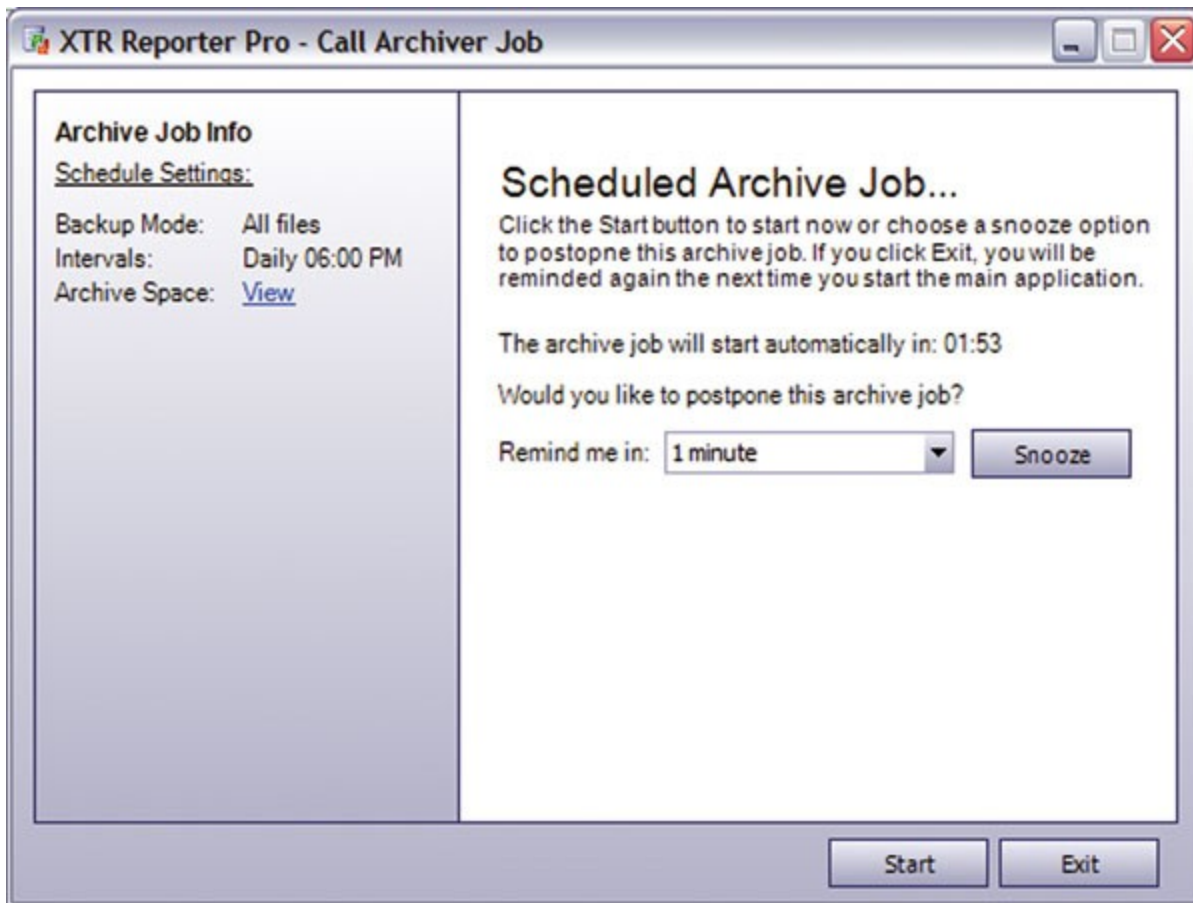 XTR Reporter Pro - Call Archiver Job
Archive Job Info
Schedule Settings:
Backup Mode: All files
Intervals: Daily 06:00 PM
Archive Space: View
Scheduled Archive Job...
Click the Start button to start now or choose a snooze option
to postopne this archive job. If you click Exit, you will be
reminded again the next time you start the main application.
The archive job will start automatically in: 01:53
Would you like to postpone this archive job?
Remind me in: 1 minute Snooze
Start Exit